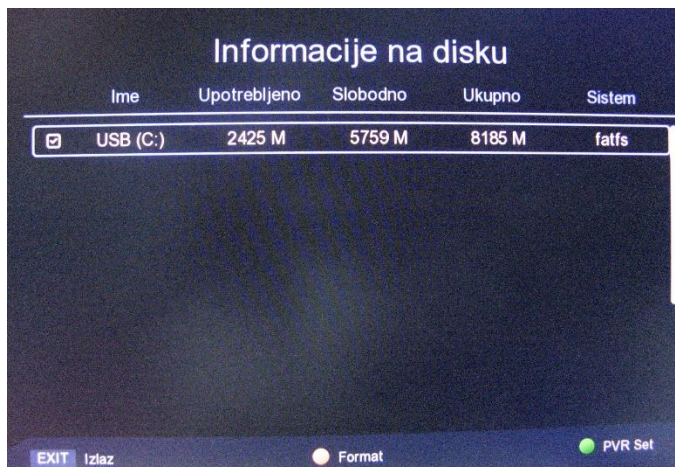 Informacije na disku
Ime Upotrebljeno Slobodno Ukupno Sistem
USB (C:) 2425 M 5759 M 8185 M fatfs
EXIT Izlaz Format PVR Set